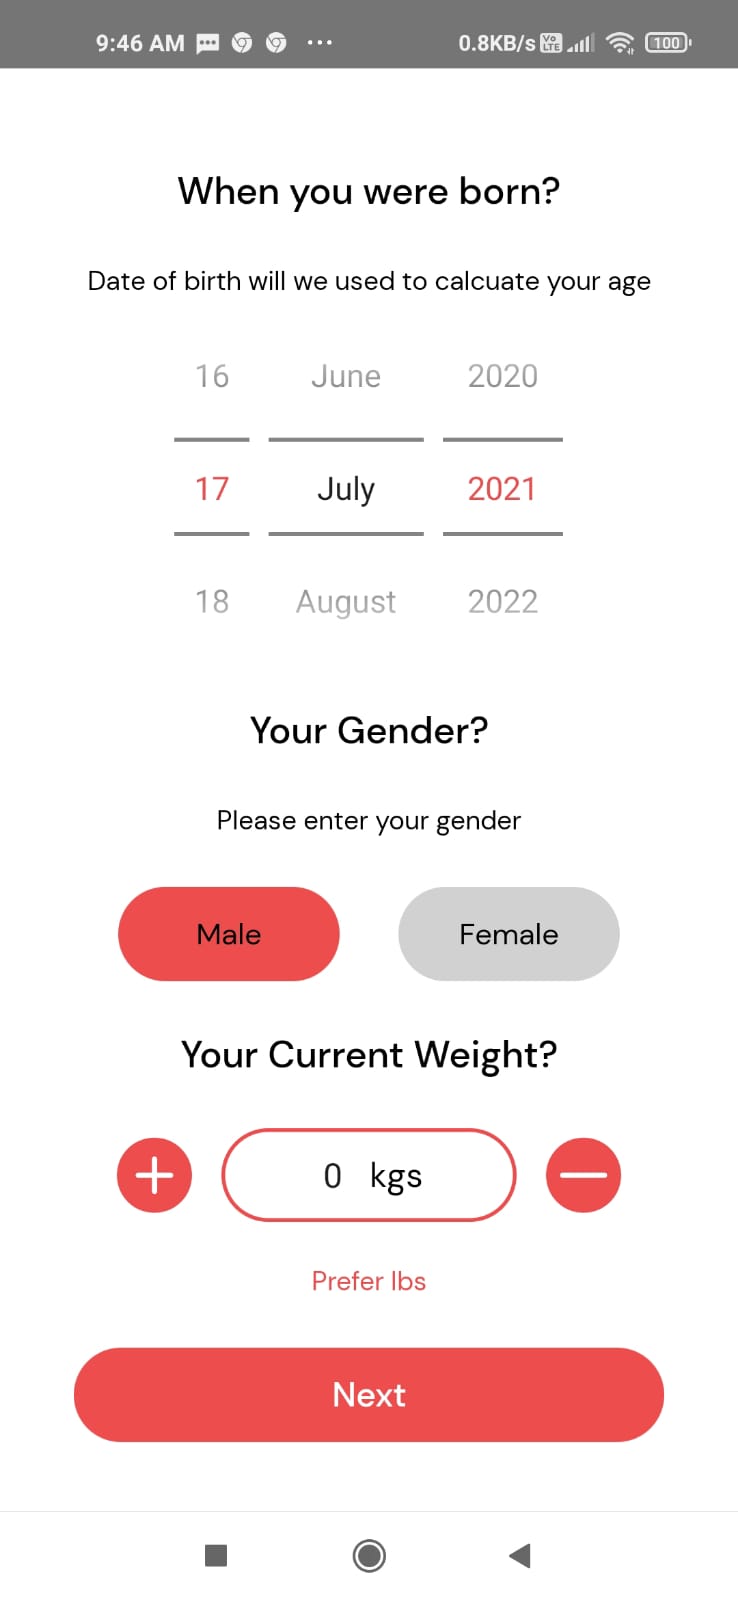 9:46 AM ... 0.8KB/s Vo LTE 100
When you were born?
Date of birth will we used to calcuate your age
16 June 2020
17 July 2021
18 August 2022
Your Gender?
Please enter your gender
Male Female
Your Current Weight?
0 kgs
Prefer lbs
Next